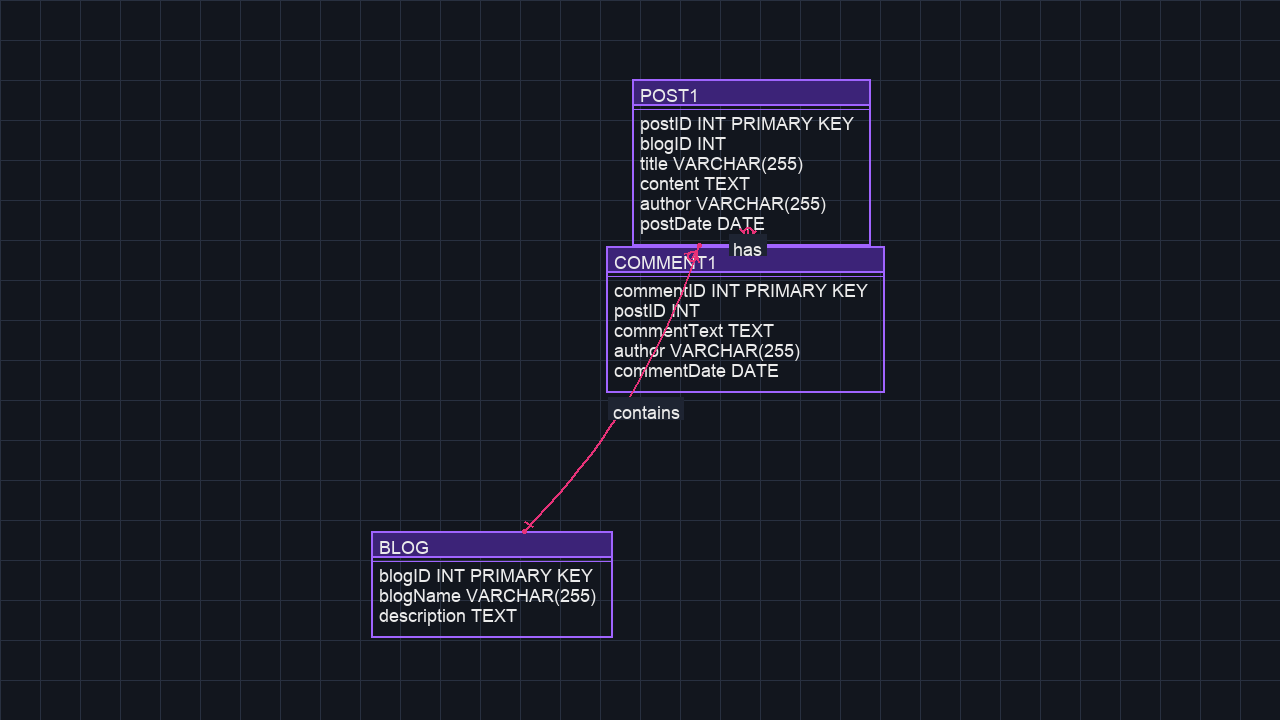 POST1
postID INT PRIMARY KEY
blogID INT
title VARCHAR(255)
content TEXT
author VARCHAR(255)
postDate DATE
has
COMMENT1
commentID INT PRIMARY KEY
postID INT
commentText TEXT
author VARCHAR(255)
commentDate DATE
contains
BLOG
blogID INT PRIMARY KEY
blogName VARCHAR(255)
description TEXT